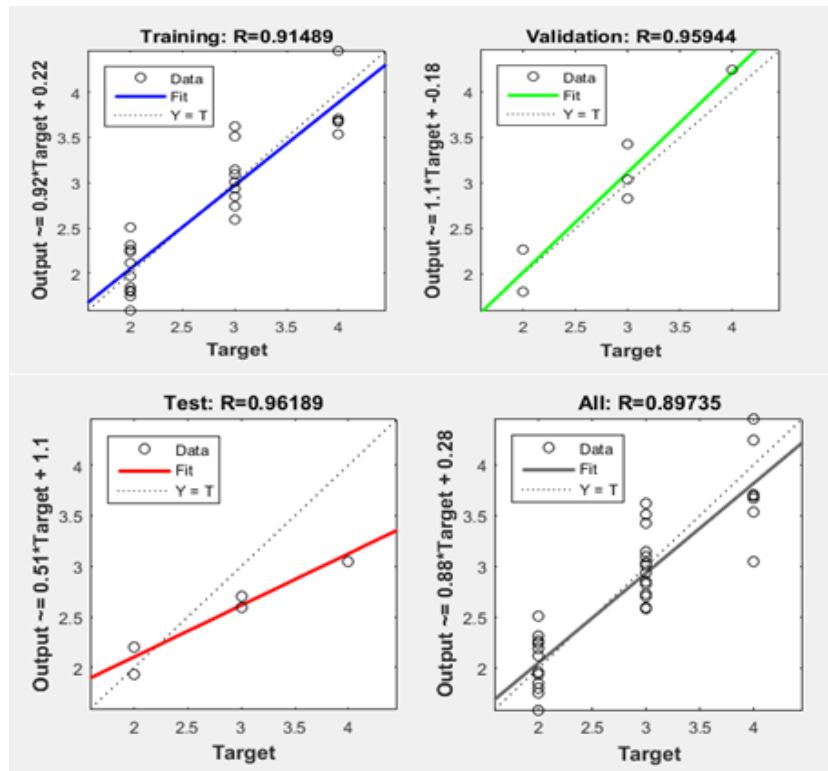 Training: R=0.91489
Output ~= 0.92*Target + 0.22
Data
Fit
Y = T
4
3.5
3
2.5
2
2
2.5
3
3.5
4
Target
Validation: R=0.95944
Output ~= 1.1*Target + -0.18
Data
Fit
Y = T
4
3.5
3
2.5
2
2
2.5
3
3.5
4
Target
Test: R=0.96189
Output ~= 0.51*Target + 1.1
Data
Fit
Y = T
4
3.5
3
2.5
2
2
2.5
3
3.5
4
Target
All: R=0.89735
Output ~= 0.88*Target + 0.28
Data
Fit
Y = T
4
3.5
3
2.5
2
2
2.5
3
3.5
4
Target